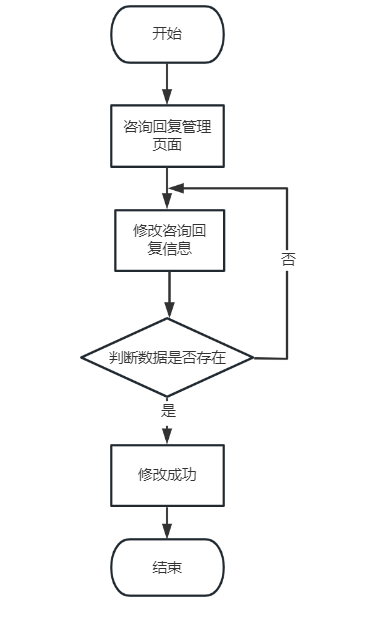 开始
咨询回复管理
页面
修改咨询回
复信息
否
判断数据是否存在
是
修改成功
结束